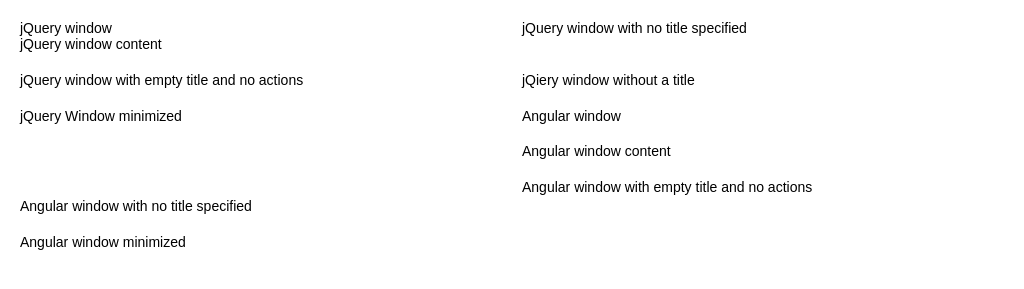 jQuery window
jQuery window content
jQuery window with no title specified
jQuery window with empty title and no actions
jQiery window without a title
jQuery Window minimized
Angular window
Angular window content
Angular window with empty title and no actions
Angular window with no title specified
Angular window minimized